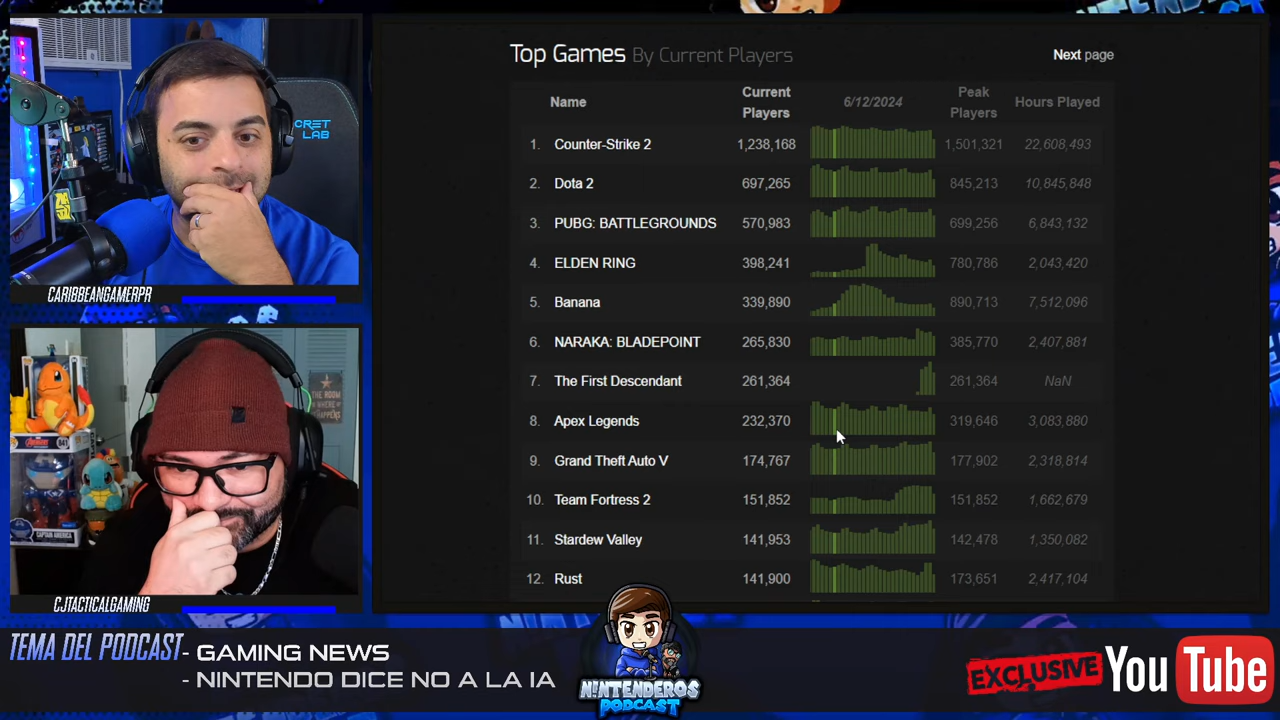 CRET
LAB
CARIBBEANGAMERPR
CJTACTICALGAMING
Top Games By Current Players
Next page
Name Current Players 6/12/2024 Peak Players Hours Played
1. Counter-Strike 2 1,238,168 1,501,321 22,608,493
2. Dota 2 697,265 845,213 10,845,848
3. PUBG: BATTLEGROUNDS 570,983 699,256 6,843,132
4. ELDEN RING 398,241 780,786 2,043,420
5. Banana 339,890 890,713 7,512,096
6. NARAKA: BLADEPOINT 265,830 385,770 2,407,881
7. The First Descendant 261,364 261,364 NaN
8. Apex Legends 232,370 319,646 3,083,880
9. Grand Theft Auto V 174,767 177,902 2,318,814
10. Team Fortress 2 151,852 151,852 1,662,679
11. Stardew Valley 141,953 142,478 1,350,082
12. Rust 141,900 173,651 2,417,104
TEMA DEL PODCAST- GAMING NEWS
- NINTENDO DICE NO A LA IA
NINTENDEROS
PODCAST
EXCLUSIVE YouTube